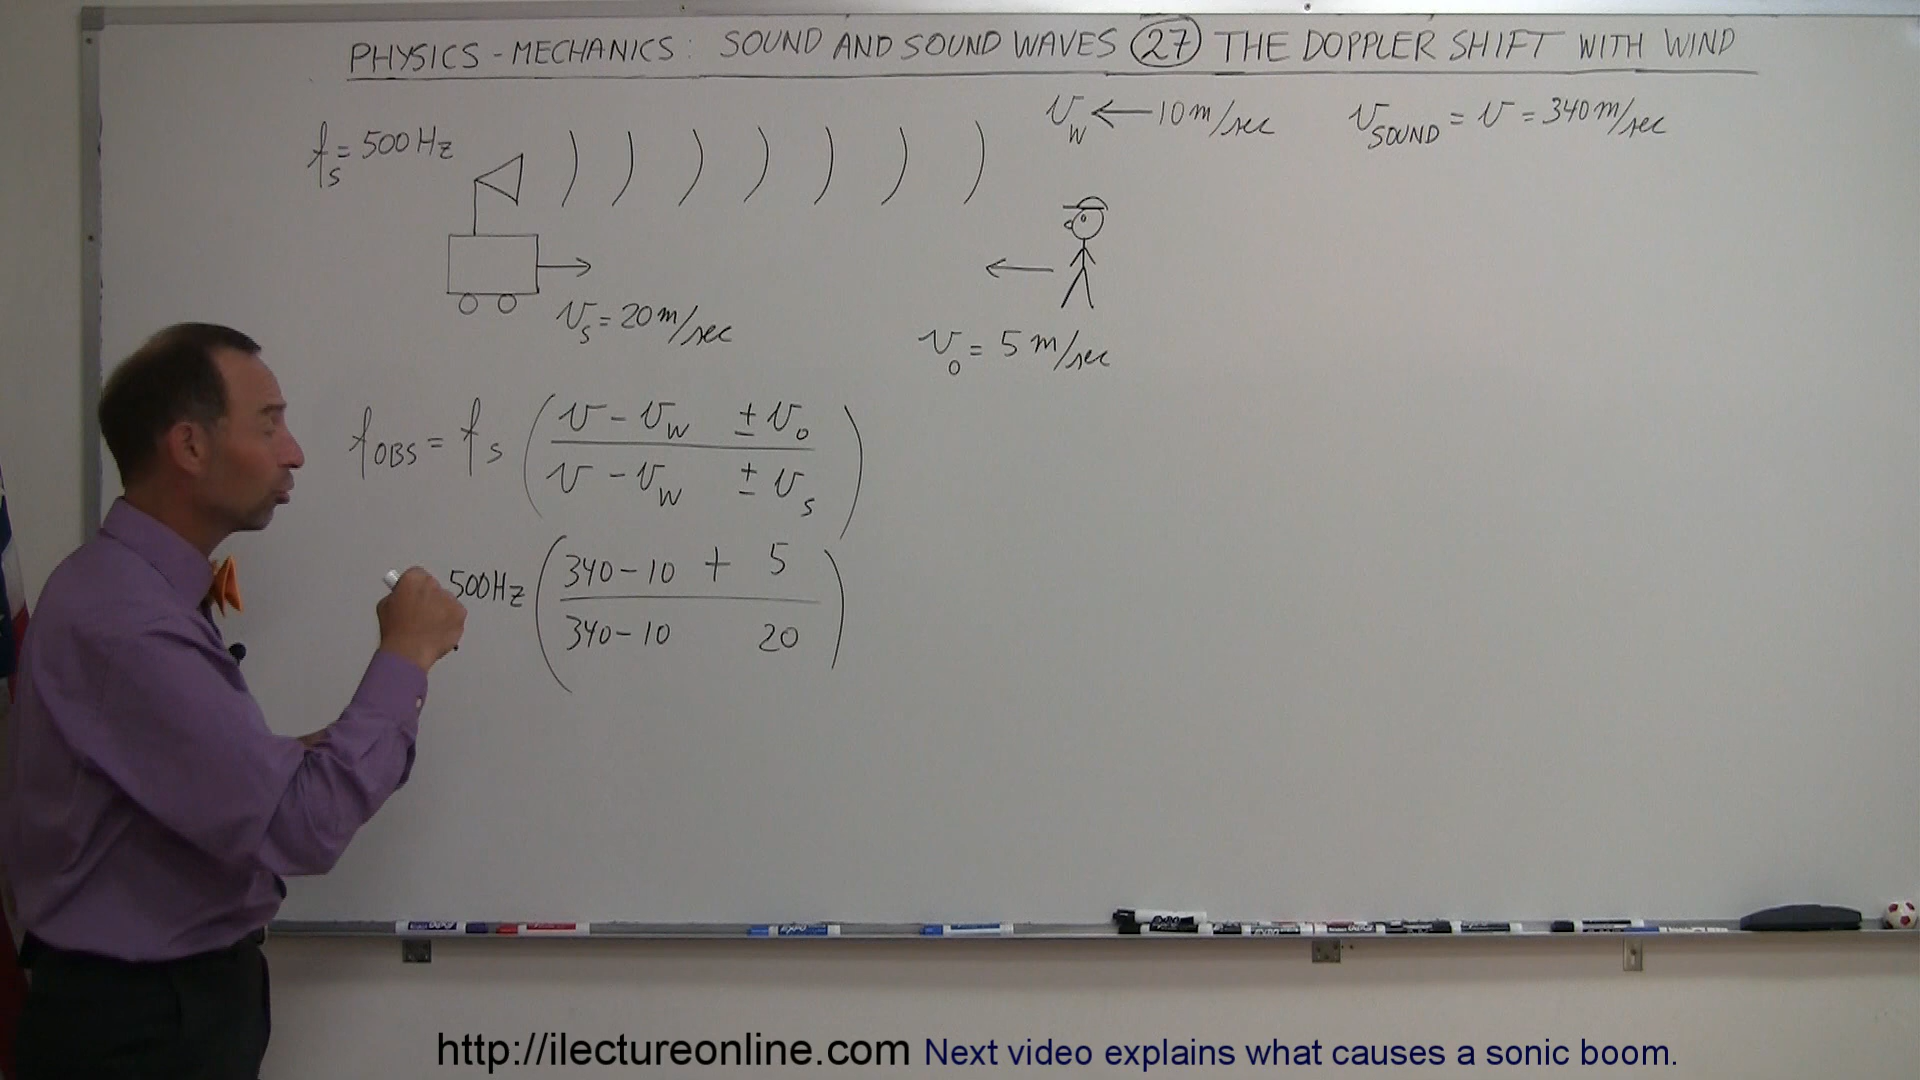 PHYSICS - MECHANICS: SOUND AND SOUND WAVES 27 THE DOPPLER SHIFT WITH WIND
v_W ← 10 m/sec
v_SOUND = v = 340 m/sec
f_S = 500 Hz
v_S = 20 m/sec
v_O = 5 m/sec
f_OBS = f_S ( (v - v_W ± v_O) / (v - v_W ± v_S) )
500Hz ( (340-10 + 5) / (340-10 20) )
http://ilectureonline.com Next video explains what causes a sonic boom.